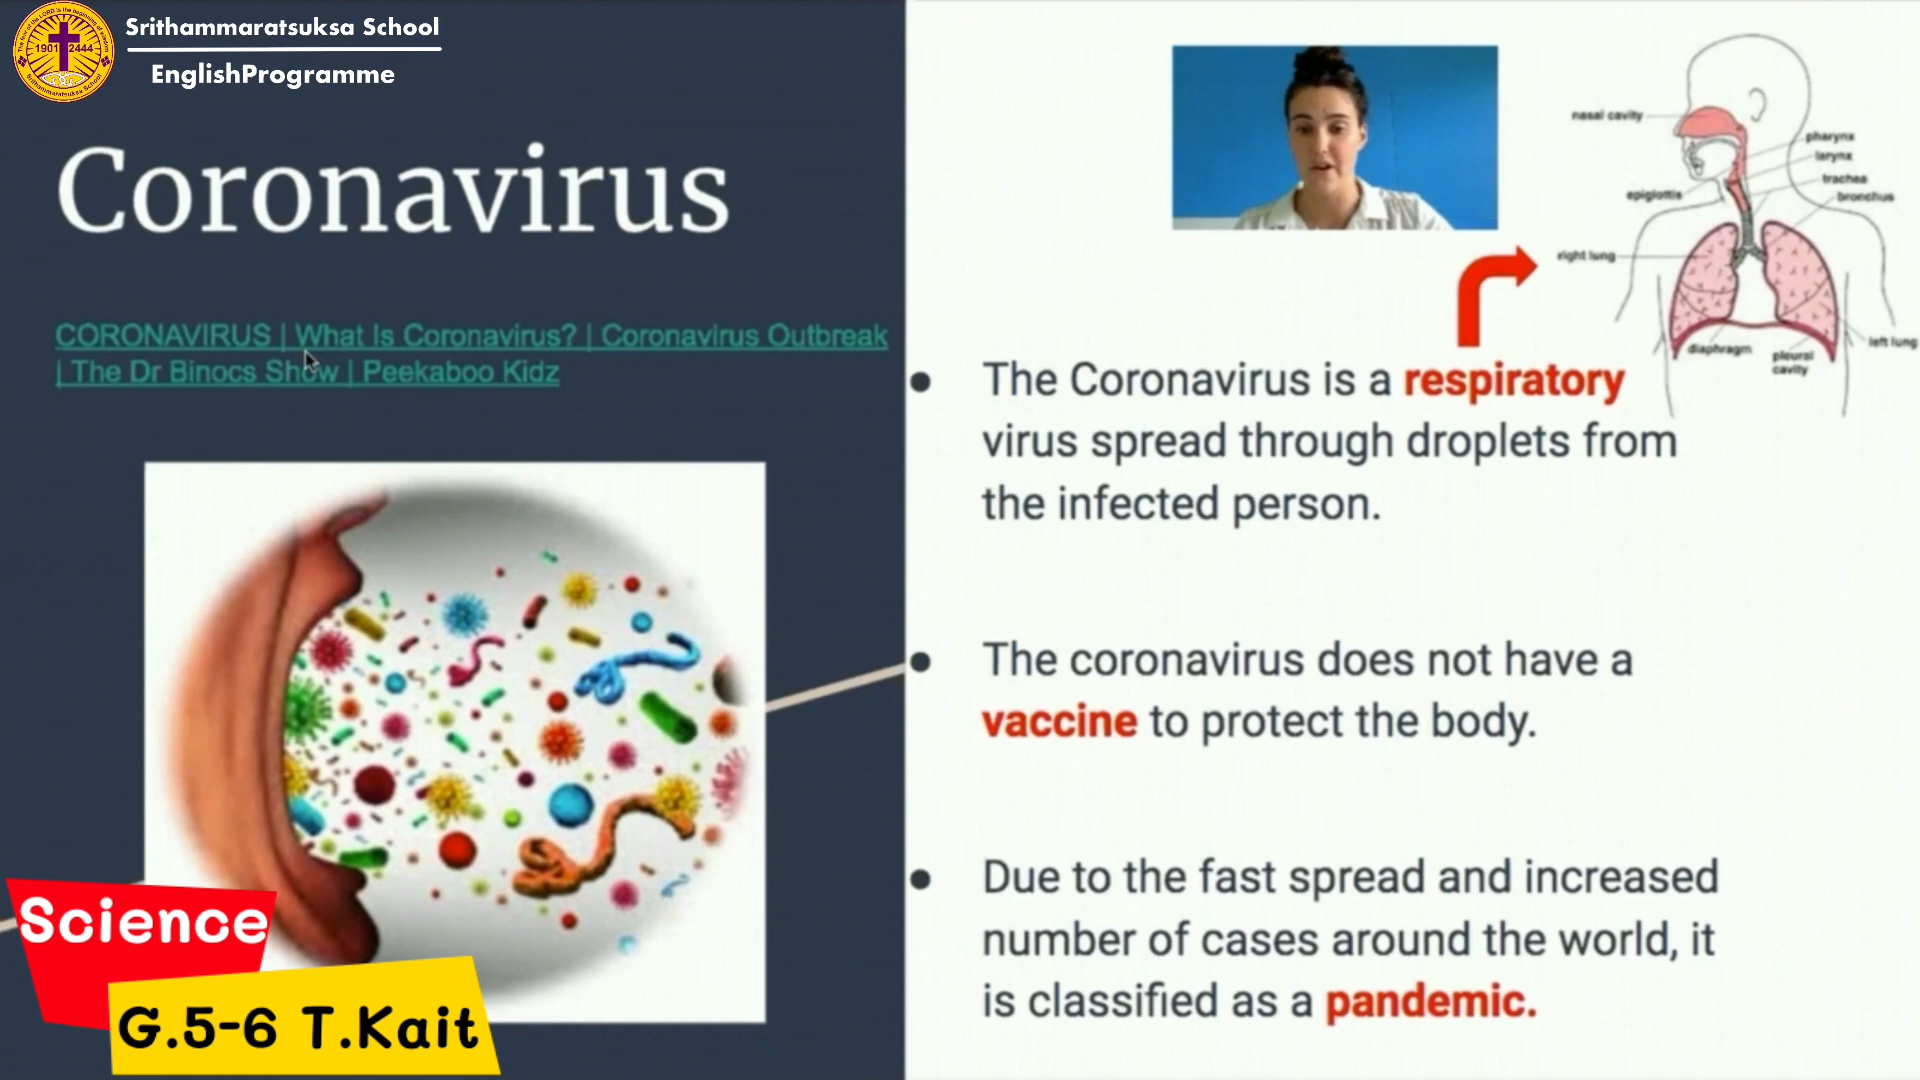 Srithammaratsuksa School
EnglishProgramme
1901 2444
Coronavirus
CORONAVIRUS | What Is Coronavirus? | Coronavirus Outbreak
| The Dr Binocs Show | Peekaboo Kidz
Science
G.5-6 T.Kait
nasal cavity
pharynx
larynx
trachea
epiglottis
bronchus
right lung
left lung
diaphragm
pleural
cavity
• The Coronavirus is a respiratory
virus spread through droplets from
the infected person.
• The coronavirus does not have a
vaccine to protect the body.
• Due to the fast spread and increased
number of cases around the world, it
is classified as a pandemic.